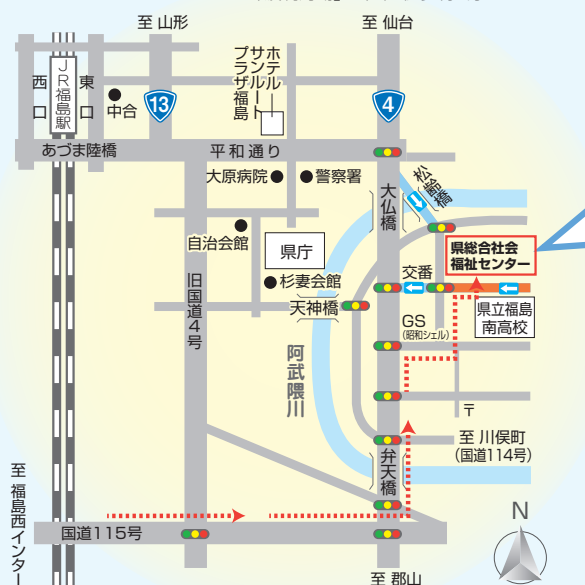 至 山形
至 仙台
JR福島駅
西口
東口
中合
13
ホテル
サンルート
プラザ福島
4
あづま陸橋
平和通り
大原病院
警察署
大仏橋
松齢橋
自治会館
県庁
杉妻会館
天神橋
旧国道4号
阿武隈川
交番
県総合社会
福祉センター
GS
(昭和シェル)
県立福島
南高校
〒
至 川俣町
(国道114号)
弁天橋
至 福島西インター
国道115号
至 郡山
N